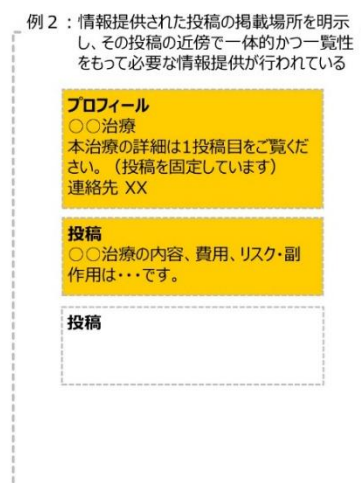 例２：情報提供された投稿の掲載場所を明示
し、その投稿の近傍で一体的かつ一覧性
をもって必要な情報提供が行われている
プロフィール
○○治療
本治療の詳細は1投稿目をご覧くだ
さい。（投稿を固定しています）
連絡先 XX
投稿
○○治療の内容、費用、リスク・副
作用は・・・です。
投稿